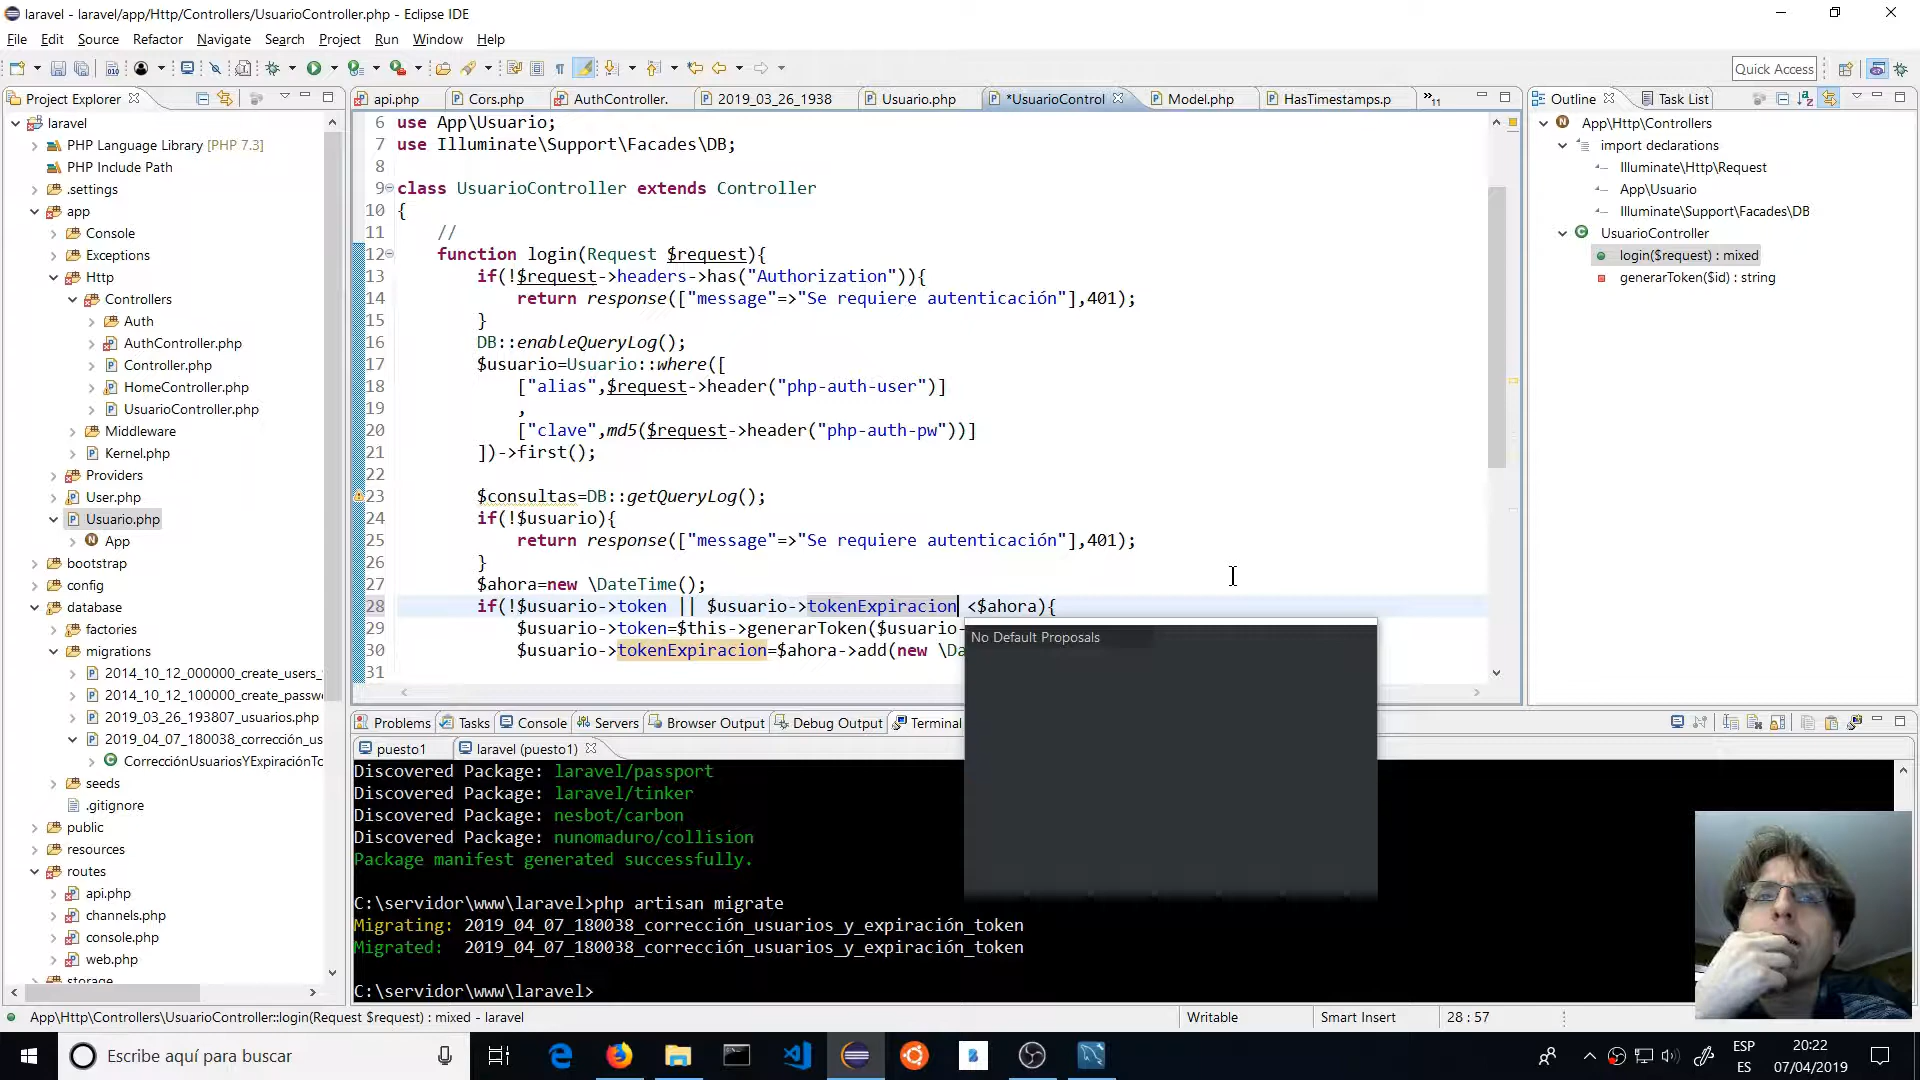 laravel - laravel/app/Http/Controllers/UsuarioController.php - Eclipse IDE
File Edit Source Refactor Navigate Search Project Run Window Help
Quick Access
Project Explorer
api.php
Cors.php
AuthController.
2019_03_26_1938
Usuario.php
*UsuarioControl
Model.php
HasTimestamps.p
»11
Outline
Task List
laravel
PHP Language Library [PHP 7.3]
PHP Include Path
.settings
app
Console
Exceptions
Http
Controllers
Auth
AuthController.php
Controller.php
HomeController.php
UsuarioController.php
Middleware
Kernel.php
Providers
User.php
Usuario.php
App
bootstrap
config
database
factories
migrations
2014_10_12_000000_create_users_
2014_10_12_100000_create_passw
2019_03_26_193807_usuarios.php
2019_04_07_180038_corrección_us
CorrecciónUsuariosYExpiraciónTo
seeds
.gitignore
public
resources
routes
api.php
channels.php
console.php
web.php
storage
6 use App\Usuario;
7 use Illuminate\Support\Facades\DB;
8
9 class UsuarioController extends Controller
10 {
11 //
12 function login(Request $request){
13 if(!$request->headers->has("Authorization")){
14 return response(["message"=>"Se requiere autenticación"],401);
15 }
16 DB::enableQueryLog();
17 $usuario=Usuario::where([
18 ["alias",$request->header("php-auth-user")]
19 ,
20 ["clave",md5($request->header("php-auth-pw"))]
21 ])->first();
22
23 $consultas=DB::getQueryLog();
24 if(!$usuario){
25 return response(["message"=>"Se requiere autenticación"],401);
26 }
27 $ahora=new \DateTime();
28 if(!$usuario->token || $usuario->tokenExpiracion <$ahora){
29 $usuario->token=$this->generarToken($usuario-
30 $usuario->tokenExpiracion=$ahora->add(new \Da
31
No Default Proposals
App\Http\Controllers
import declarations
Illuminate\Http\Request
App\Usuario
Illuminate\Support\Facades\DB
UsuarioController
login($request) : mixed
generarToken($id) : string
Problems Tasks Console Servers Browser Output Debug Output Terminal
puesto1
laravel (puesto1)
Discovered Package: laravel/passport
Discovered Package: laravel/tinker
Discovered Package: nesbot/carbon
Discovered Package: nunomaduro/collision
Package manifest generated successfully.
C:\servidor\www\laravel>php artisan migrate
Migrating: 2019_04_07_180038_corrección_usuarios_y_expiración_token
Migrated: 2019_04_07_180038_corrección_usuarios_y_expiración_token
C:\servidor\www\laravel>
App\Http\Controllers\UsuarioController::login(Request $request) : mixed - laravel
Writable
Smart Insert
28 : 57
Escribe aquí para buscar
ESP
ES
20:22
07/04/2019